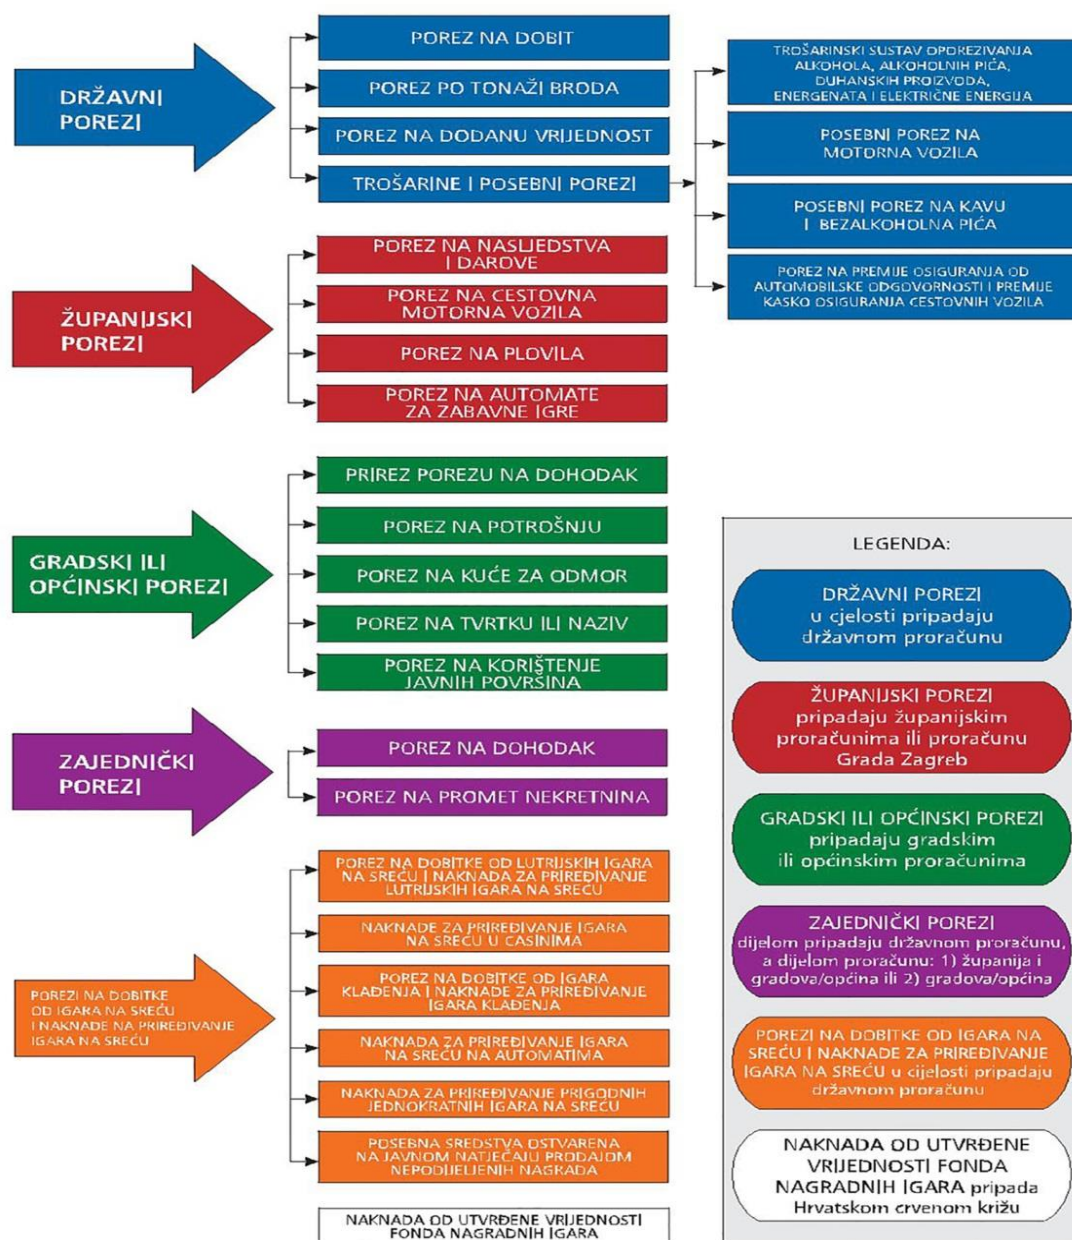 DRŽAVNI
POREZI
POREZ NA DOBIT
POREZ PO TONAŽI BRODA
POREZ NA DODANU VRIJEDNOST
TROŠARINE I POSEBNI POREZI
TROŠARINSKI SUSTAV OPOREZIVANJA
ALKOHOLA, ALKOHOLNIH PIĆA,
DUHANSKIH PROIZVODA,
ENERGENATA I ELEKTRIČNE ENERGIJA
POSEBNI POREZ NA
MOTORNA VOZILA
POSEBNI POREZ NA KAVU
I BEZALKOHOLNA PIĆA
POREZ NA PREMIJE OSIGURANJA OD
AUTOMOBILSKE ODGOVORNOSTI I PREMIJE
KASKO OSIGURANJA CESTOVNIH VOZILA
ŽUPANIJSKI
POREZI
POREZ NA NASLJEDSTVA
I DAROVE
POREZ NA CESTOVNA
MOTORNA VOZILA
POREZ NA PLOVILA
POREZ NA AUTOMATE
ZA ZABAVNE IGRE
GRADSKI ILI
OPĆINSKI POREZI
PRIREZ POREZU NA DOHODAK
POREZ NA POTROŠNJU
POREZ NA KUĆE ZA ODMOR
POREZ NA TVRTKU ILI NAZIV
POREZ NA KORIŠTENJE
JAVNIH POVRŠINA
ZAJEDNIČKI
POREZI
POREZ NA DOHODAK
POREZ NA PROMET NEKRETNINA
POREZI NA DOBITKE
OD IGARA NA SREĆU
I NAKNADE NA PRIREĐIVANJE
IGARA NA SREĆU
POREZ NA DOBITKE OD LUTRIJSKIH IGARA
NA SREĆU I NAKNADA ZA PRIREĐIVANJE
LUTRIJSKIH IGARA NA SREĆU
NAKNADE ZA PRIREĐIVANJE IGARA
NA SREĆU U CASINIMA
POREZ NA DOBITKE OD IGARA
KLAĐENJA I NAKNADE ZA PRIREĐIVANJE
IGARA KLAĐENJA
NAKNADA ZA PRIREĐIVANJE IGARA
NA SREĆU NA AUTOMATIMA
NAKNADA ZA PRIREĐIVANJE PRIGODNIH
JEDNOKRATNIH IGARA NA SREĆU
POSEBNA SREDSTVA OSTVARENA
NA JAVNOM NATJEČAJU PRODAJOM
NEPODIJELJENIH NAGRADA
NAKNADA OD UTVRĐENE VRIJEDNOSTI
FONDA NAGRADNIH IGARA
LEGENDA:
DRŽAVNI POREZI
u cjelosti pripadaju
državnom proračunu
ŽUPANIJSKI POREZI
pripadaju županijskim
proračunima ili proračunu
Grada Zagreb
GRADSKI ILI OPĆINSKI POREZI
pripadaju gradskim
ili općinskim proračunima
ZAJEDNIČKI POREZI
dijelom pripadaju državnom proračunu,
a dijelom proračunu: 1) županija i
gradova/općina ili 2) gradova/općina
POREZI NA DOBITKE OD IGARA NA
SREĆU I NAKNADE ZA PRIREĐIVANJE
IGARA NA SREĆU u cijelosti pripadaju
državnom proračunu
NAKNADA OD UTVRĐENE
VRIJEDNOSTI FONDA
NAGRADNIH IGARA pripada
Hrvatskom crvenom križu